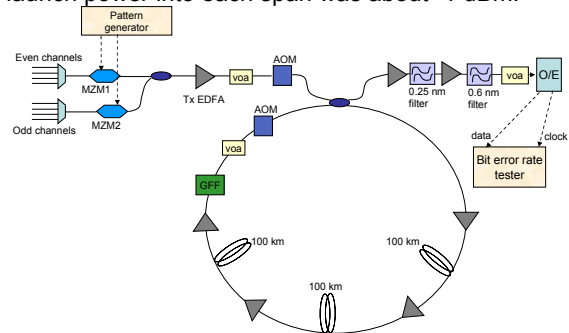 launch power into each span was about -4 dBm.
Pattern
generator
Even channels
MZM1
Tx EDFA
voa
AOM
MZM2
Odd channels
0.25 nm
filter
0.6 nm
filter
voa
O/E
data
clock
Bit error rate
tester
AOM
voa
GFF
100 km
100 km
100 km